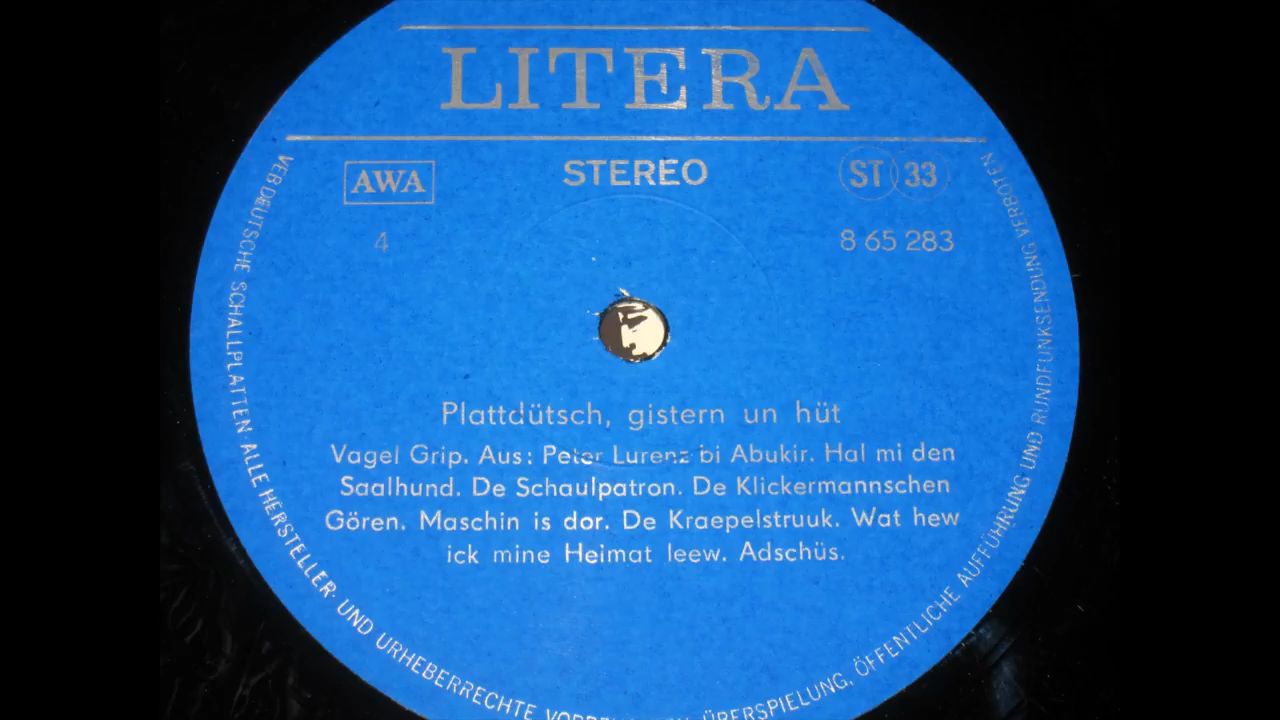 LITERA
AWA STEREO ST 33
4 8 65 283
Plattdütsch, gistern un hüt
Vagel Grip. Aus: Peter Lurenz bi Abukir. Hal mi den
Saalhund. De Schaulpatron. De Klickermannschen
Gören. Maschin is dor. De Kraepelstruuk. Wat hew
ick mine Heimat leew. Adschüs.
VEB DEUTSCHE SCHALLPLATTEN ALLE HERSTELLER- UND URHEBERRECHTE ÜBERSPIELUNG, ÖFFENTLICHE AUFFÜHRUNG UND RUNDFUNKSENDUNG VERBOTEN